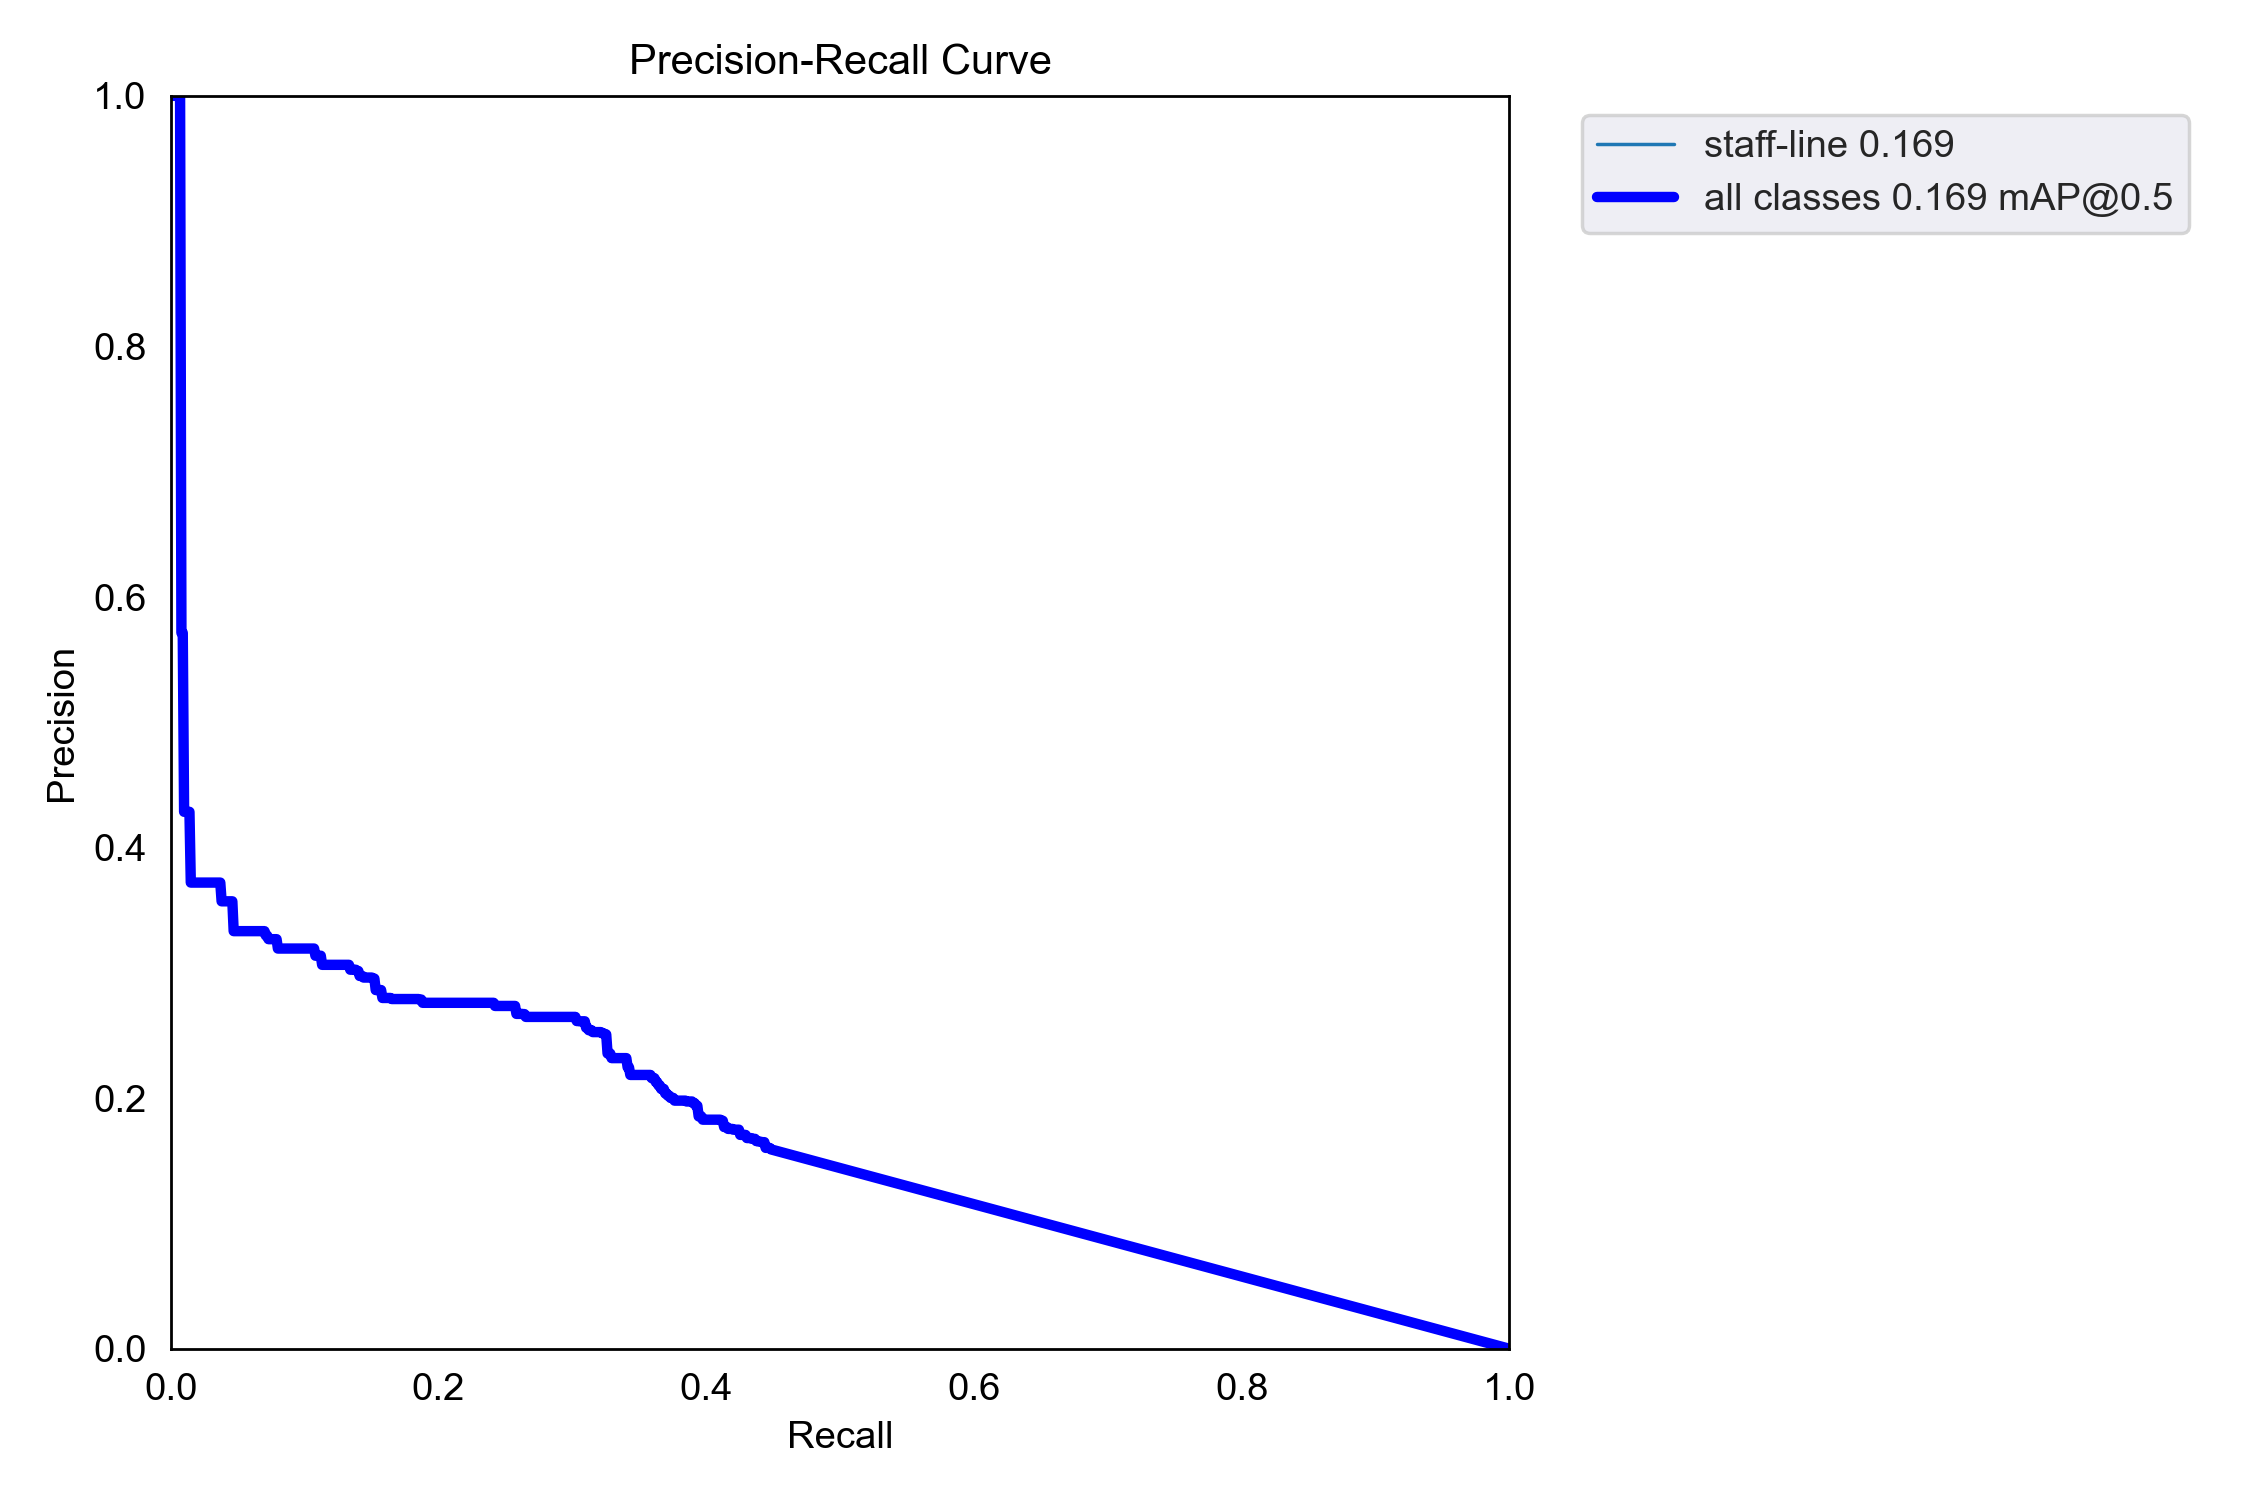 Precision-Recall Curve
1.0
0.8
0.6
0.4
0.2
0.0
Precision
0.0 0.2 0.4 0.6 0.8 1.0
Recall
staff-line 0.169
all classes 0.169 mAP@0.5